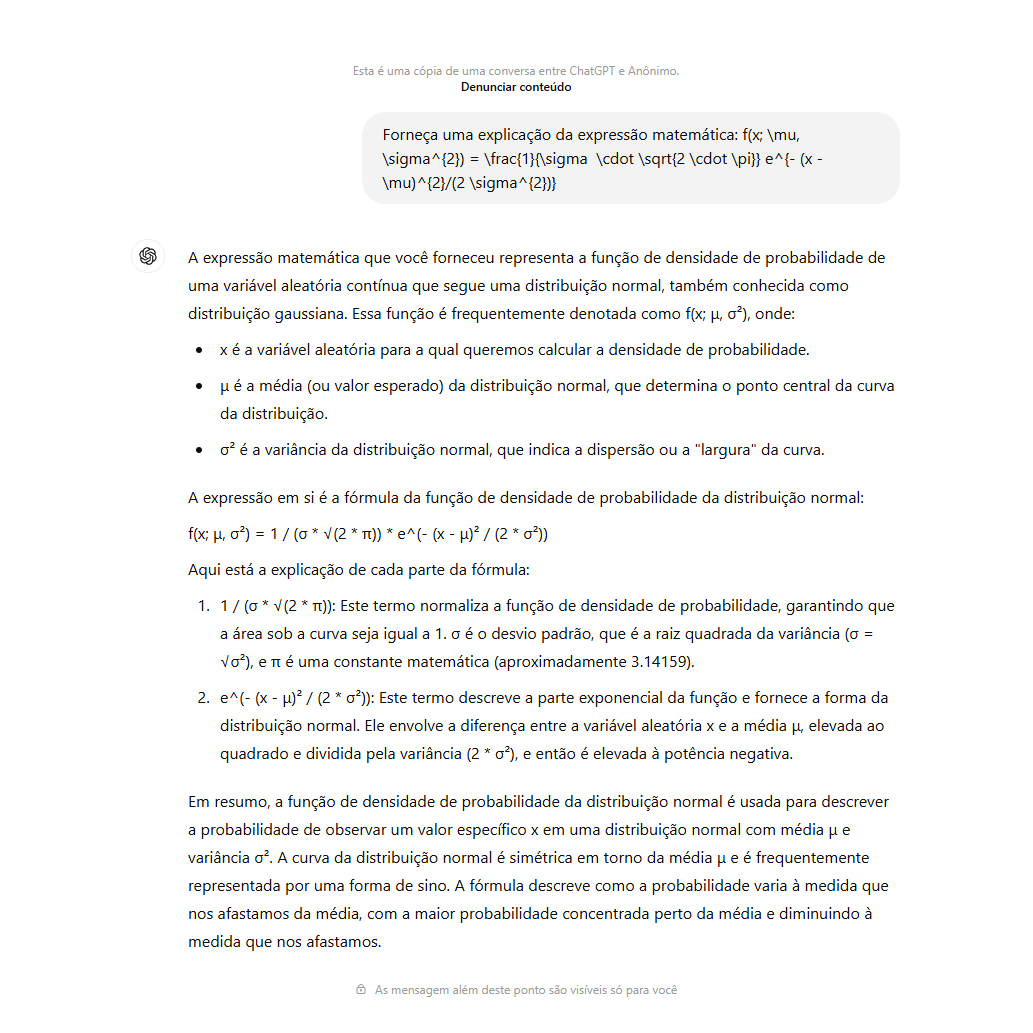 Esta é uma cópia de uma conversa entre ChatGPT e Anônimo.
Denunciar conteúdo
Forneça uma explicação da expressão matemática: f(x; \mu,
\sigma^{2}) = \frac{1}{\sigma  \cdot \sqrt{2 \cdot \pi}} e^{- (x -
\mu)^{2}/(2 \sigma^{2})}
A expressão matemática que você forneceu representa a função de densidade de probabilidade de
uma variável aleatória contínua que segue uma distribuição normal, também conhecida como
distribuição gaussiana. Essa função é frequentemente denotada como f(x; μ, σ²), onde:
• x é a variável aleatória para a qual queremos calcular a densidade de probabilidade.
• μ é a média (ou valor esperado) da distribuição normal, que determina o ponto central da curva
da distribuição.
• σ² é a variância da distribuição normal, que indica a dispersão ou a "largura" da curva.
A expressão em si é a fórmula da função de densidade de probabilidade da distribuição normal:
f(x; μ, σ²) = 1 / (σ * √(2 * π)) * e^(- (x - μ)² / (2 * σ²))
Aqui está a explicação de cada parte da fórmula:
1. 1 / (σ * √(2 * π)): Este termo normaliza a função de densidade de probabilidade, garantindo que
a área sob a curva seja igual a 1. σ é o desvio padrão, que é a raiz quadrada da variância (σ =
√σ²), e π é uma constante matemática (aproximadamente 3.14159).
2. e^(- (x - μ)² / (2 * σ²)): Este termo descreve a parte exponencial da função e fornece a forma da
distribuição normal. Ele envolve a diferença entre a variável aleatória x e a média μ, elevada ao
quadrado e dividida pela variância (2 * σ²), e então é elevada à potência negativa.
Em resumo, a função de densidade de probabilidade da distribuição normal é usada para descrever
a probabilidade de observar um valor específico x em uma distribuição normal com média μ e
variância σ². A curva da distribuição normal é simétrica em torno da média μ e é frequentemente
representada por uma forma de sino. A fórmula descreve como a probabilidade varia à medida que
nos afastamos da média, com a maior probabilidade concentrada perto da média e diminuindo à
medida que nos afastamos.
As mensagem além deste ponto são visíveis só para você